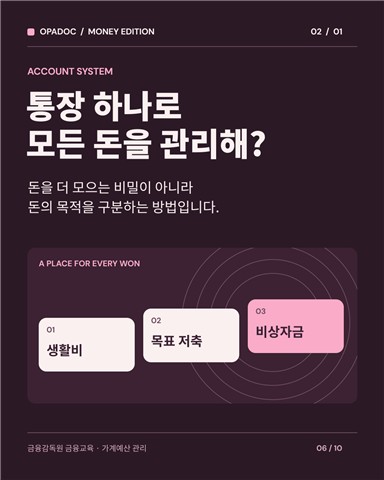 OPADOC / MONEY EDITION
02 / 01
ACCOUNT SYSTEM
통장 하나로
모든 돈을 관리해?
돈을 더 모으는 비밀이 아니라
돈의 목적을 구분하는 방법입니다.
A PLACE FOR EVERY WON
01
생활비
02
목표 저축
03
비상자금
금융감독원 금융교육 · 가계예산 관리
06 / 10